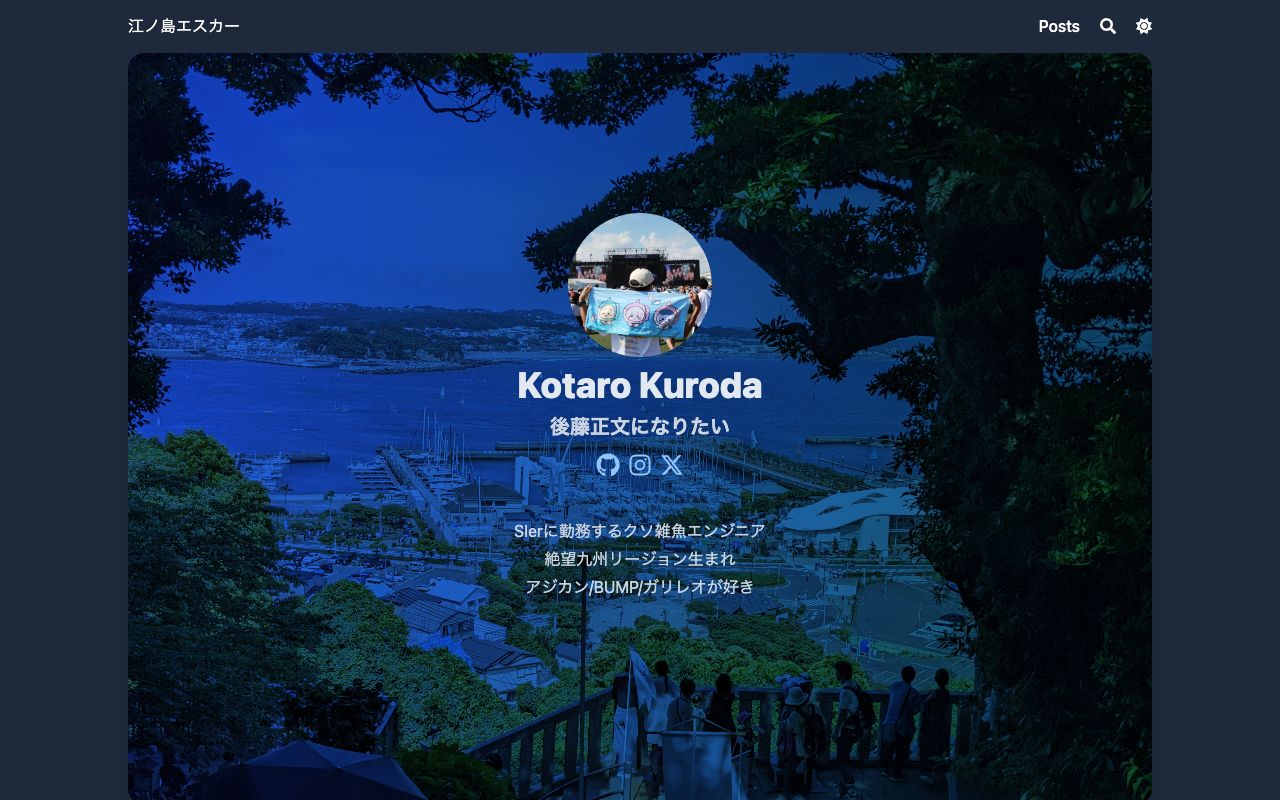 江ノ島エスカー
Posts
Kotaro Kuroda
後藤正文になりたい
SIerに勤務するクソ雑魚エンジニア
絶望九州リージョン生まれ
アジカン/BUMP/ガリレオが好き